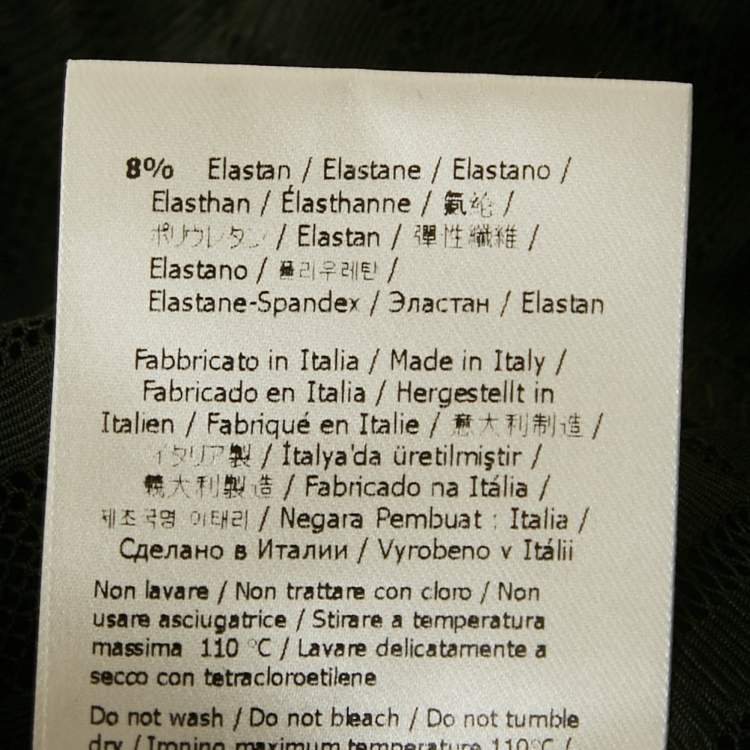 8% Elastan / Elastane / Elastano /
Elasthan / Élasthanne / 氨纶 /
ポリウレタン / Elastan / 彈性纖維 /
Elastano / 폴리우레탄 /
Elastane-Spandex / Эластан / Elastan
Fabbricato in Italia / Made in Italy /
Fabricado en Italia / Hergestellt in
Italien / Fabriqué en Italie / 意大利制造 /
イタリア製 / İtalya'da üretilmiştir /
義大利製造 / Fabricado na Itália /
제조국명 이태리 / Negara Pembuat : Italia /
Сделано в Италии / Vyrobeno v Itálii
Non lavare / Non trattare con cloro / Non
usare asciugatrice / Stirare a temperatura
massima 110 °C / Lavare delicatamente a
secco con tetracloroetilene
Do not wash / Do not bleach / Do not tumble
dry / Ironing maximum temperature 110°C /